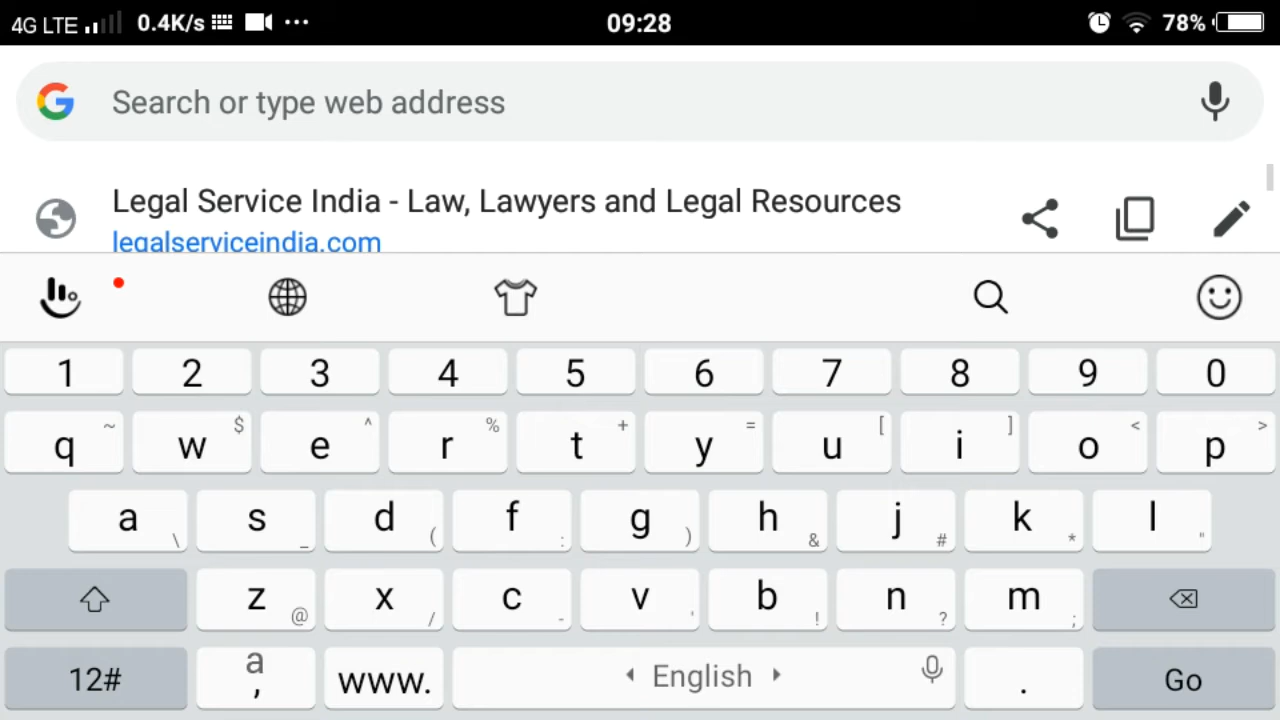 4G LTE 0.4K/s ... 09:28 78%
Search or type web address
Legal Service India - Law, Lawyers and Legal Resources
legalserviceindia.com
1 2 3 4 5 6 7 8 9 0
q ~ w $ e ^ r % t + y = u [ i ] o < p >
a \ s _ d ( f : g ) h & j # k * l "
z @ x / c - v ' b ! n ? m ;
12# a , www. English . Go